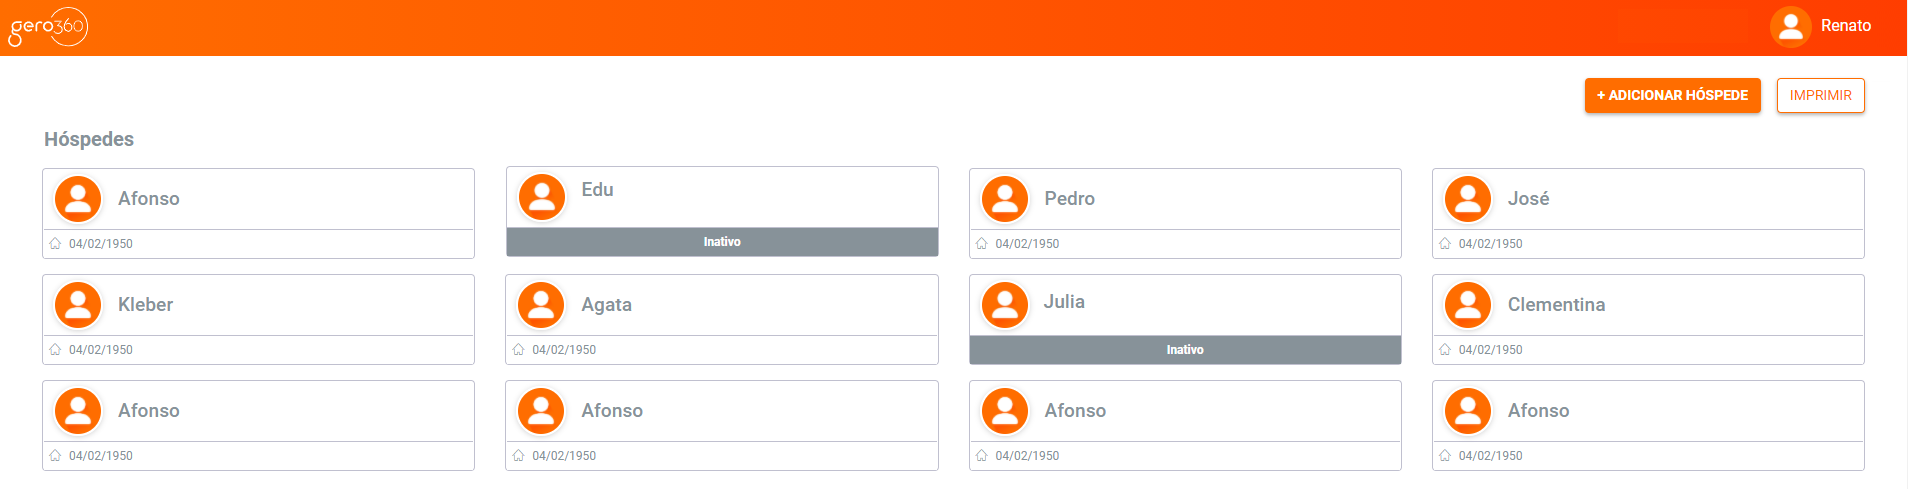 gero360
Renato
+ ADICIONAR HÓSPEDE
IMPRIMIR
Hóspedes
Afonso
Edu
Pedro
José
04/02/1950
Inativo
04/02/1950
04/02/1950
Kleber
Agata
Julia
Clementina
04/02/1950
04/02/1950
Inativo
04/02/1950
Afonso
Afonso
Afonso
Afonso
04/02/1950
04/02/1950
04/02/1950
04/02/1950